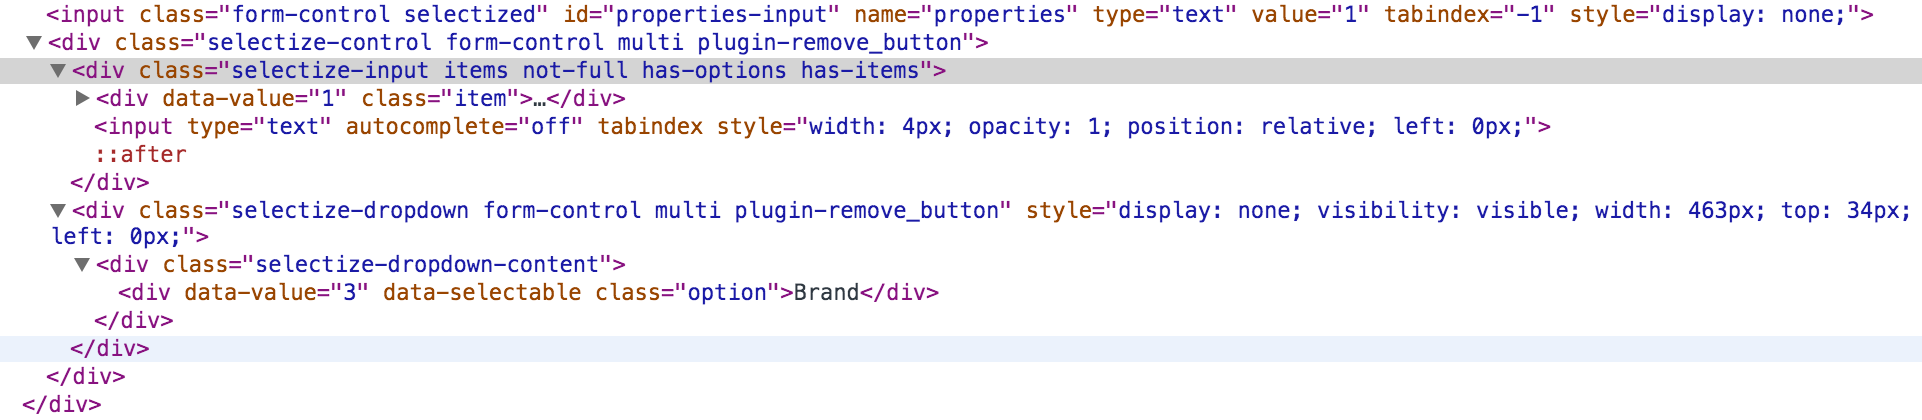 <input class="form-control selectized" id="properties-input" name="properties" type="text" value="1" tabindex="-1" style="display: none;">
▼<div class="selectize-control form-control multi plugin-remove_button">
▼<div class="selectize-input items not-full has-options has-items">
▶<div data-value="1" class="item">…</div>
<input type="text" autocomplete="off" tabindex style="width: 4px; opacity: 1; position: relative; left: 0px;">
::after
</div>
▼<div class="selectize-dropdown form-control multi plugin-remove_button" style="display: none; visibility: visible; width: 463px; top: 34px;
left: 0px;">
▼<div class="selectize-dropdown-content">
<div data-value="3" data-selectable class="option">Brand</div>
</div>
</div>
</div>
</div>